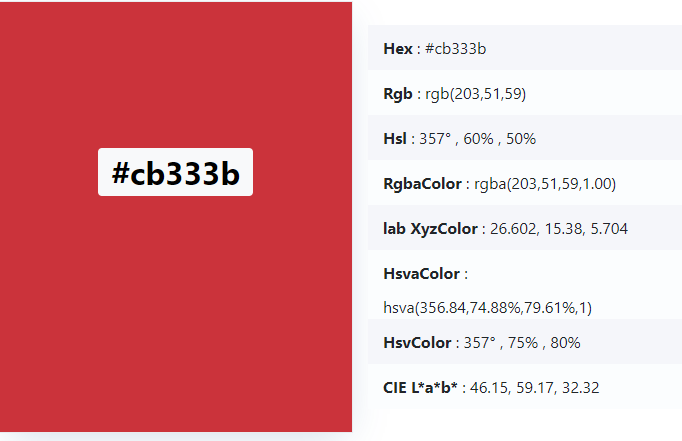 #cb333b
Hex : #cb333b
Rgb : rgb(203,51,59)
Hsl : 357° , 60% , 50%
RgbaColor : rgba(203,51,59,1.00)
lab XyzColor : 26.602, 15.38, 5.704
HsvaColor :
hsva(356.84,74.88%,79.61%,1)
HsvColor : 357° , 75% , 80%
CIE L*a*b* : 46.15, 59.17, 32.32